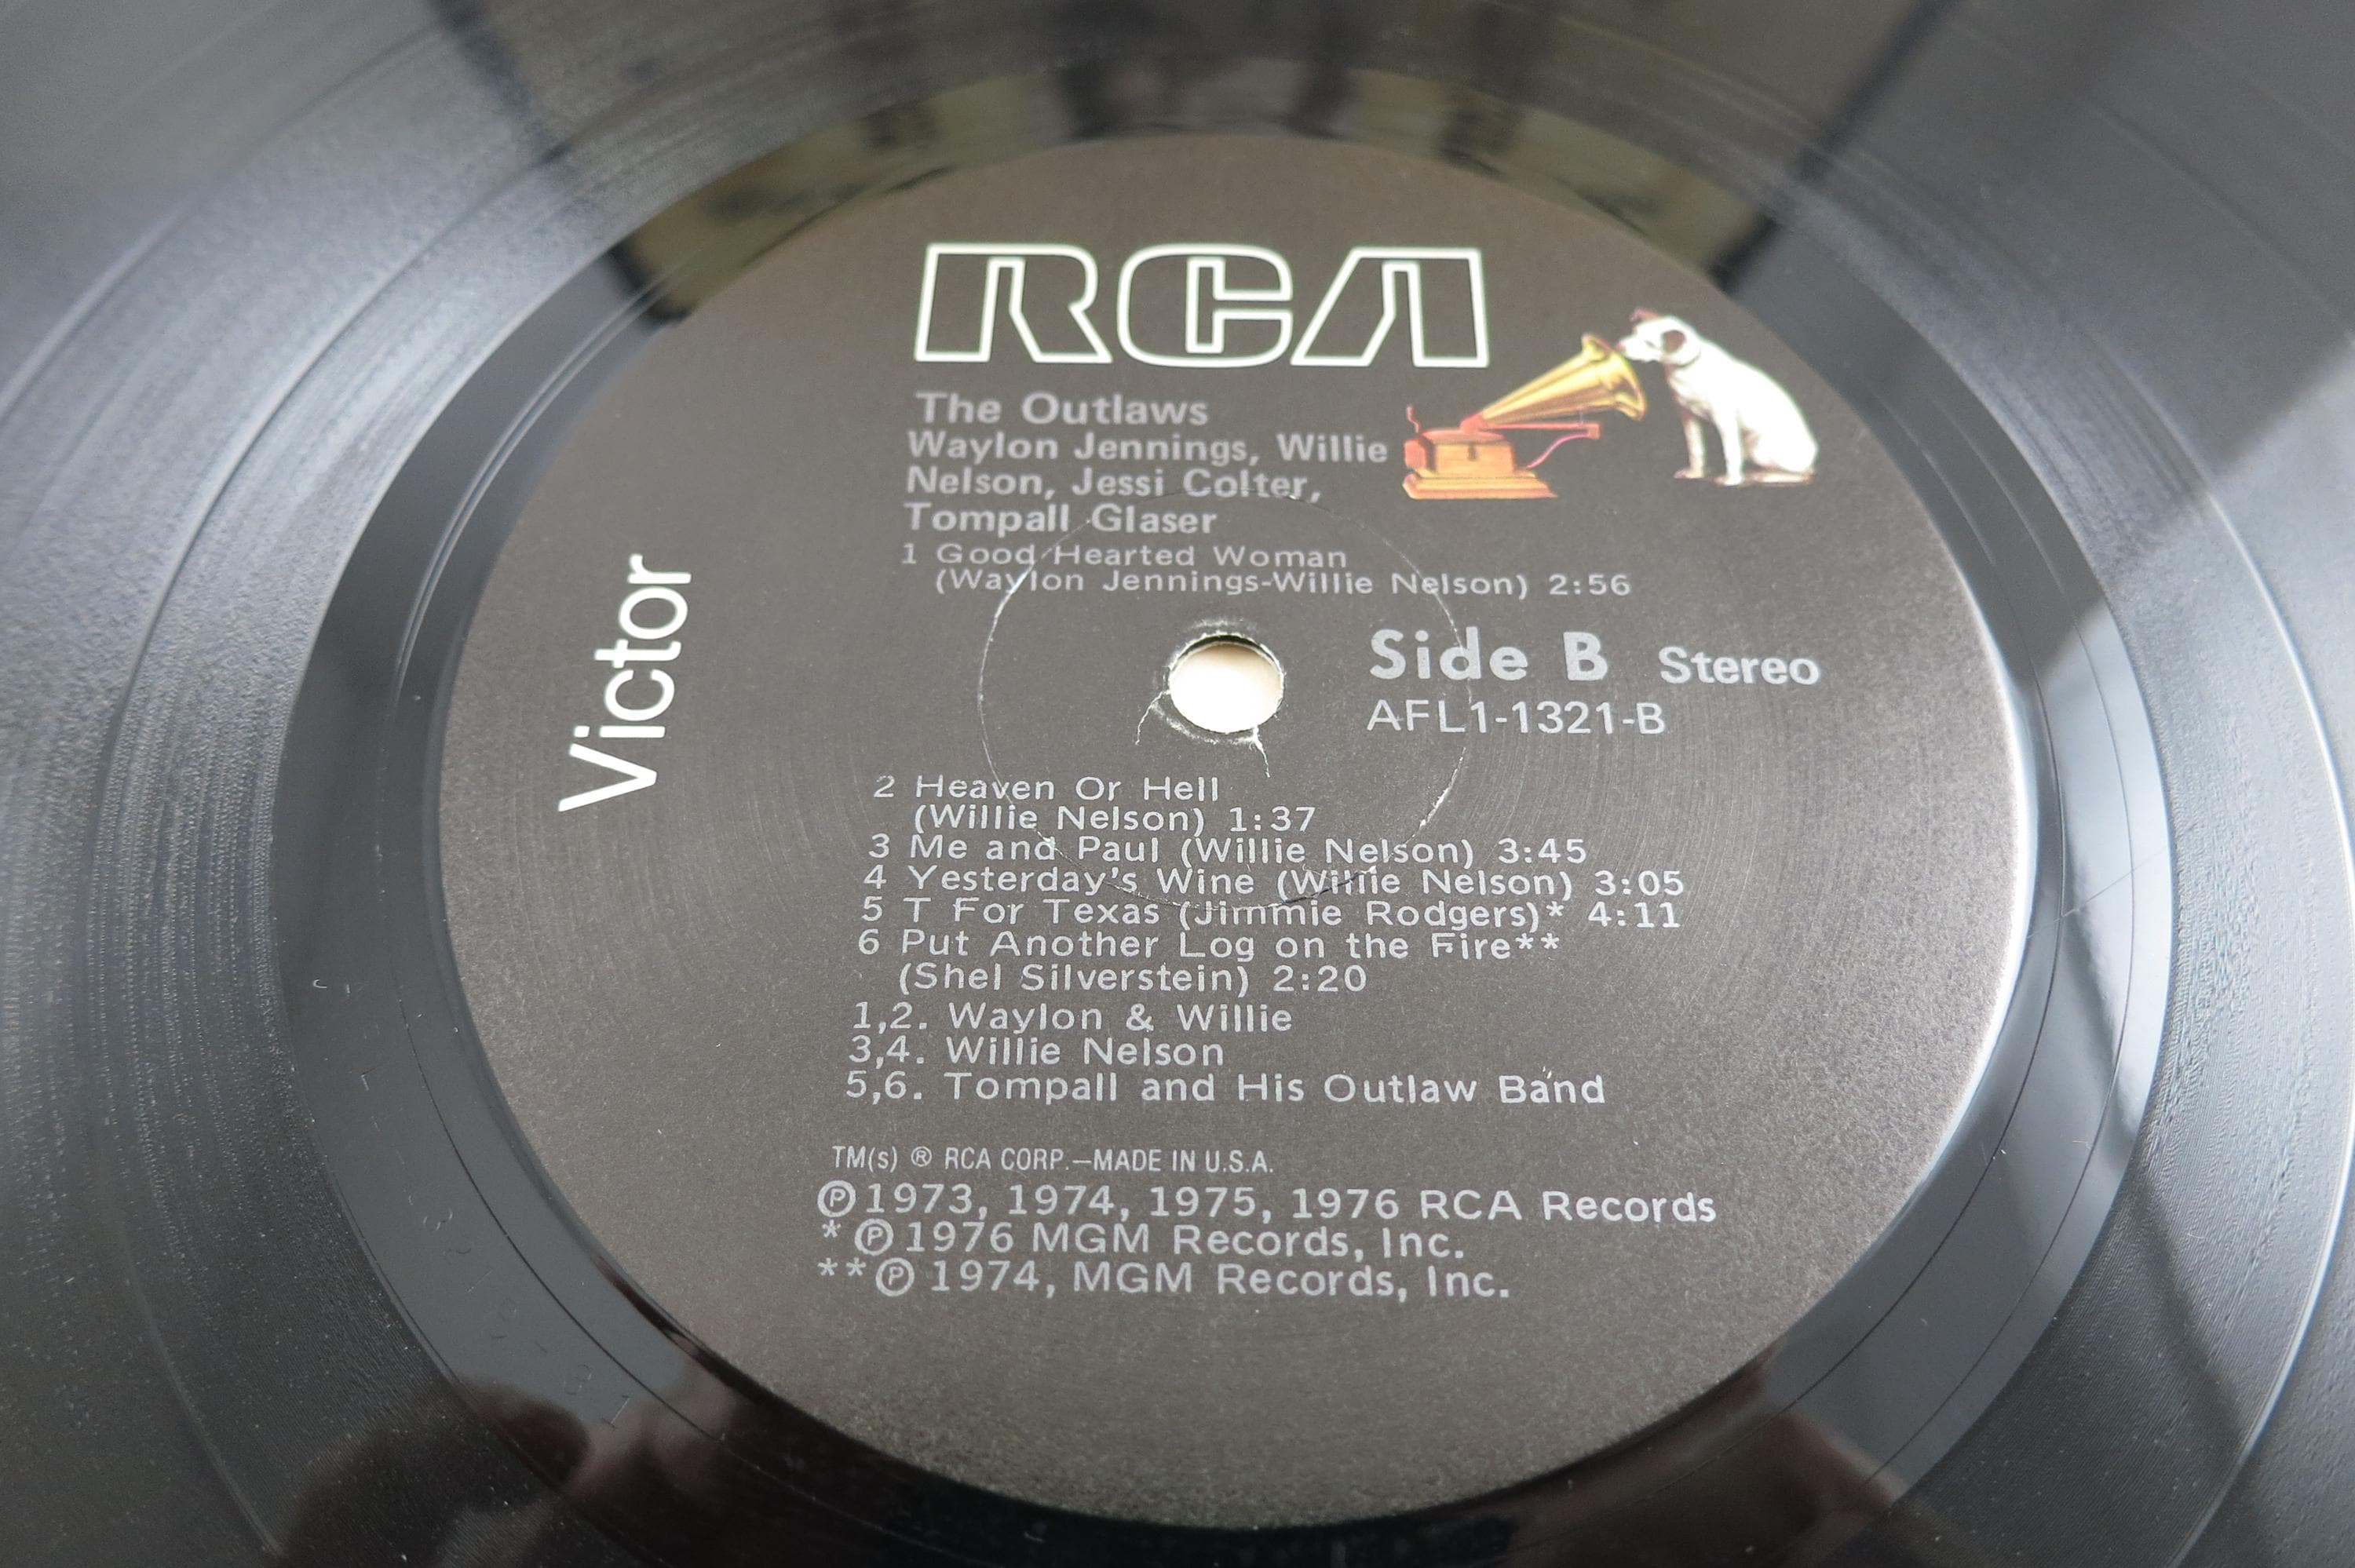 RCA
The Outlaws
Waylon Jennings, Willie
Nelson, Jessi Colter,
Tompall Glaser
1 Good Hearted Woman
(Waylon Jennings-Willie Nelson) 2:56
Victor
Side B Stereo
AFL1-1321-B
2 Heaven Or Hell
(Willie Nelson) 1:37
3 Me and Paul (Willie Nelson) 3:45
4 Yesterday's Wine (Willie Nelson) 3:05
5 T For Texas (Jimmie Rodgers)* 4:11
6 Put Another Log on the Fire**
(Shel Silverstein) 2:20
1,2. Waylon & Willie
3,4. Willie Nelson
5,6. Tompall and His Outlaw Band
TM(s) ® RCA CORP.—MADE IN U.S.A.
℗ 1973, 1974, 1975, 1976 RCA Records
* ℗ 1976 MGM Records, Inc.
** ℗ 1974, MGM Records, Inc.